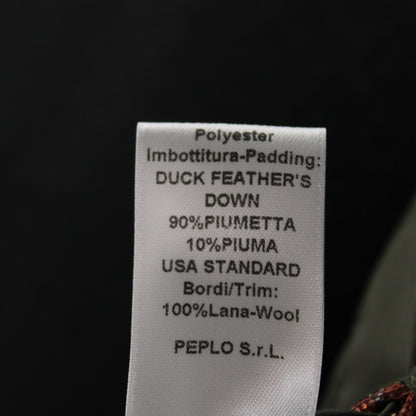 Polyester
Imbottitura-Padding:
DUCK FEATHER'S
DOWN
90%PIUMETTA
10%PIUMA
USA STANDARD
Bordi/Trim:
100%Lana-Wool
PEPLO S.r.L.